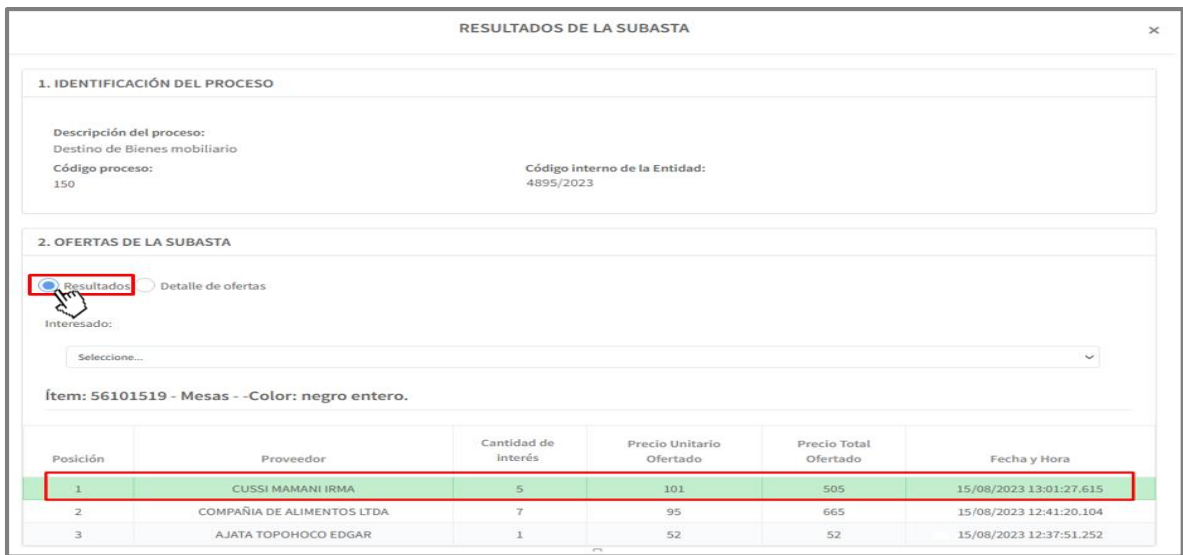 RESULTADOS DE LA SUBASTA ×
1. IDENTIFICACIÓN DEL PROCESO
Descripción del proceso:
Destino de Bienes mobiliario
Código proceso: Código interno de la Entidad:
150 4895/2023
2. OFERTAS DE LA SUBASTA
Resultados Detalle de ofertas
Interesado:
Seleccione...
Ítem: 56101519 - Mesas - -Color: negro entero.
Posición Proveedor Cantidad de interés Precio Unitario Ofertado Precio Total Ofertado Fecha y Hora
1 CUSSI MAMANI IRMA 5 101 505 15/08/2023 13:01:27.615
2 COMPAÑIA DE ALIMENTOS LTDA 7 95 665 15/08/2023 12:41:20.104
3 AJATA TOPOHOCO EDGAR 1 52 52 15/08/2023 12:37:51.252